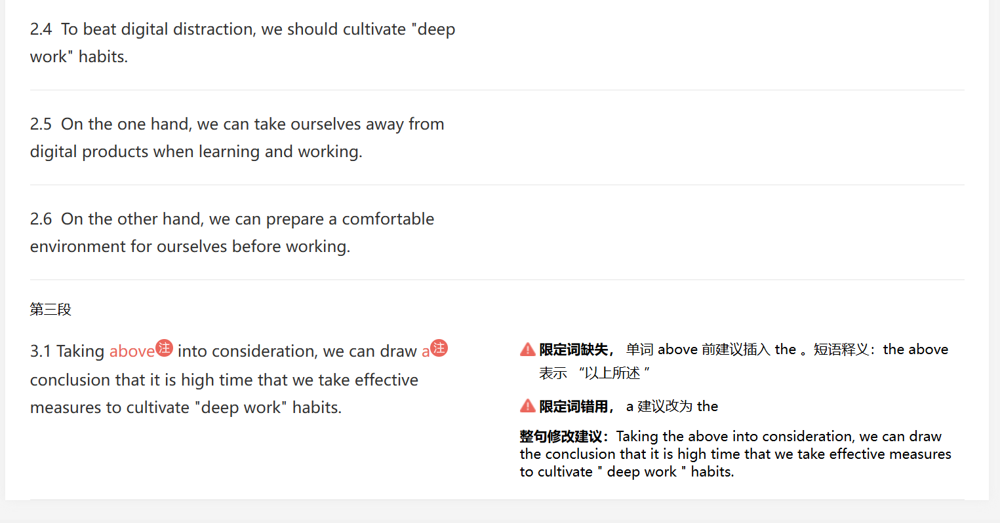 2.4 To beat digital distraction, we should cultivate "deep
work" habits.
2.5 On the one hand, we can take ourselves away from
digital products when learning and working.
2.6 On the other hand, we can prepare a comfortable
environment for ourselves before working.
第三段
3.1 Taking above注 into consideration, we can draw a注
conclusion that it is high time that we take effective
measures to cultivate "deep work" habits.
限定词缺失， 单词 above 前建议插入 the 。短语释义：the above
表示 “以上所述 ”
限定词错用， a 建议改为 the
整句修改建议：Taking the above into consideration, we can draw
the conclusion that it is high time that we take effective measures
to cultivate " deep work " habits.